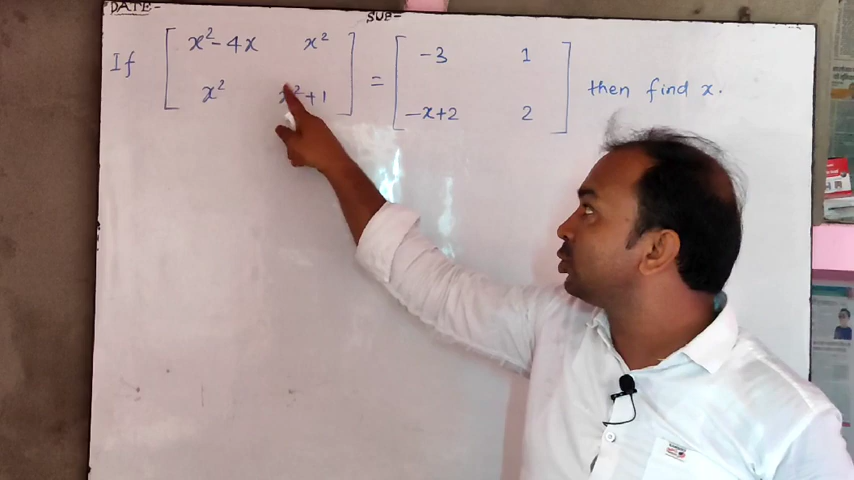 DATE- SUB-
If [ x²-4x x² ] = [ -3 1 ] then find x.
[ x² x²+1 ] [ -x+2 2 ]